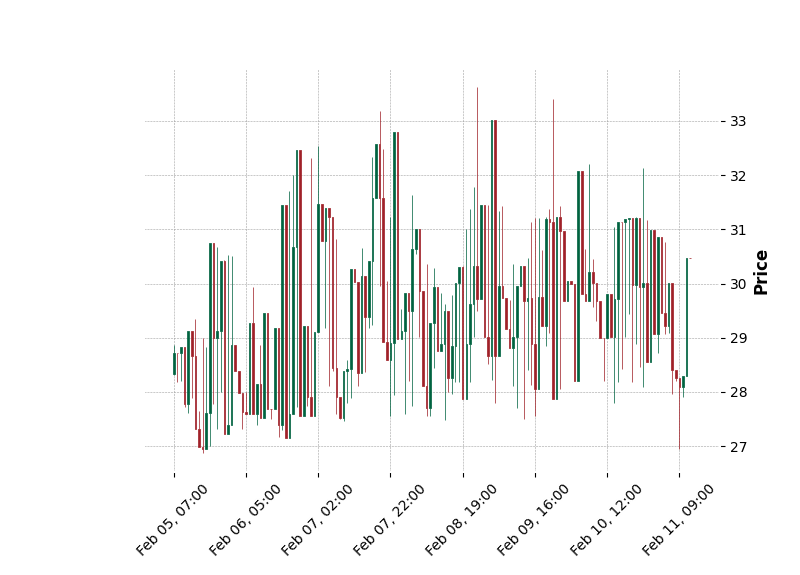 33
32
31
30
29
28
27
Price
Feb 05, 07:00
Feb 06, 05:00
Feb 07, 02:00
Feb 07, 22:00
Feb 08, 19:00
Feb 09, 16:00
Feb 10, 12:00
Feb 11, 09:00